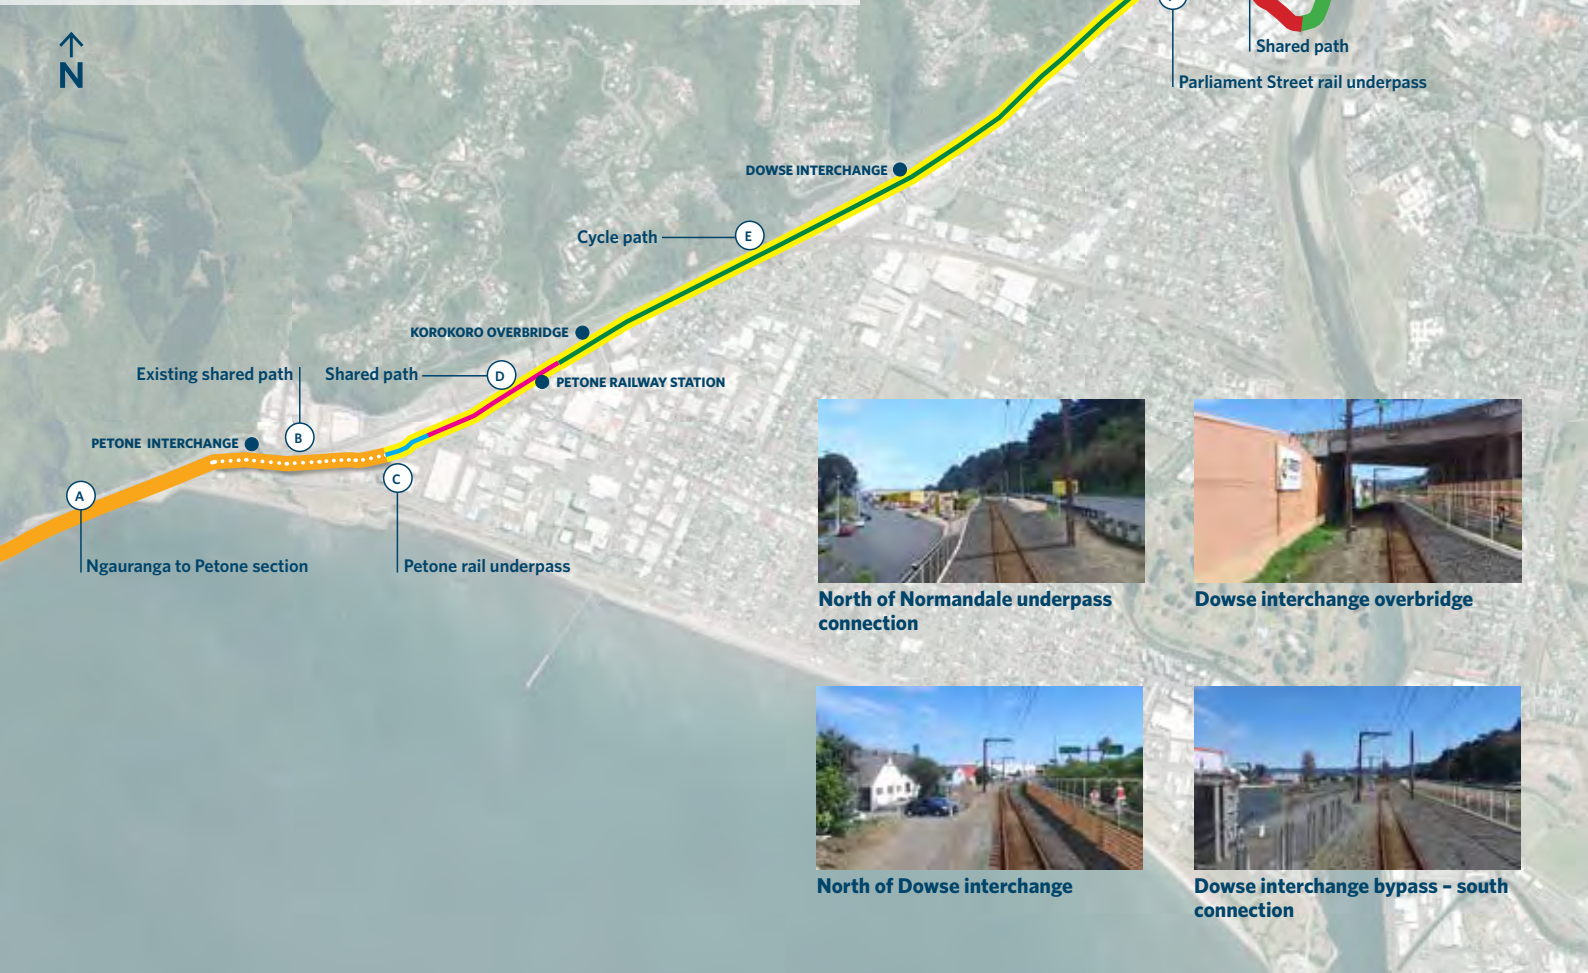 N
Shared path
Parliament Street rail underpass
DOWSE INTERCHANGE
Cycle path
E
KOROKORO OVERBRIDGE
Existing shared path
Shared path
D
PETONE RAILWAY STATION
PETONE INTERCHANGE
B
A
C
Ngauranga to Petone section
Petone rail underpass
North of Normandale underpass
connection
Dowse interchange overbridge
North of Dowse interchange
Dowse interchange bypass – south
connection